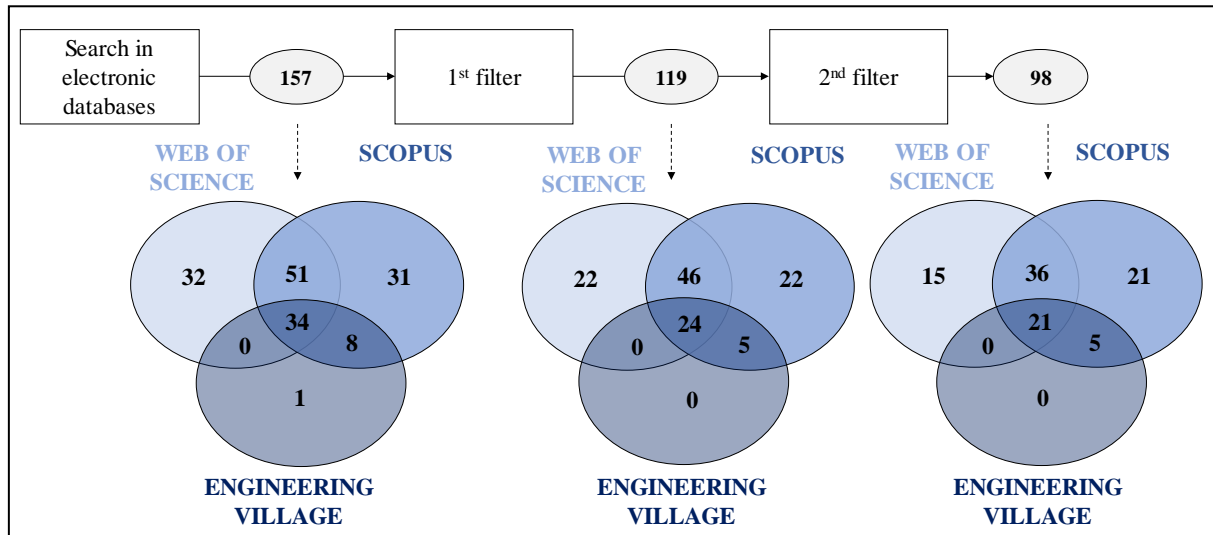 Search in
electronic
databases
157
1st filter
119
2nd filter
98
WEB OF
SCIENCE
SCOPUS
32
51
31
34
0
8
1
ENGINEERING
VILLAGE
WEB OF
SCIENCE
SCOPUS
22
46
22
24
0
5
0
ENGINEERING
VILLAGE
WEB OF
SCIENCE
SCOPUS
15
36
21
21
0
5
0
ENGINEERING
VILLAGE